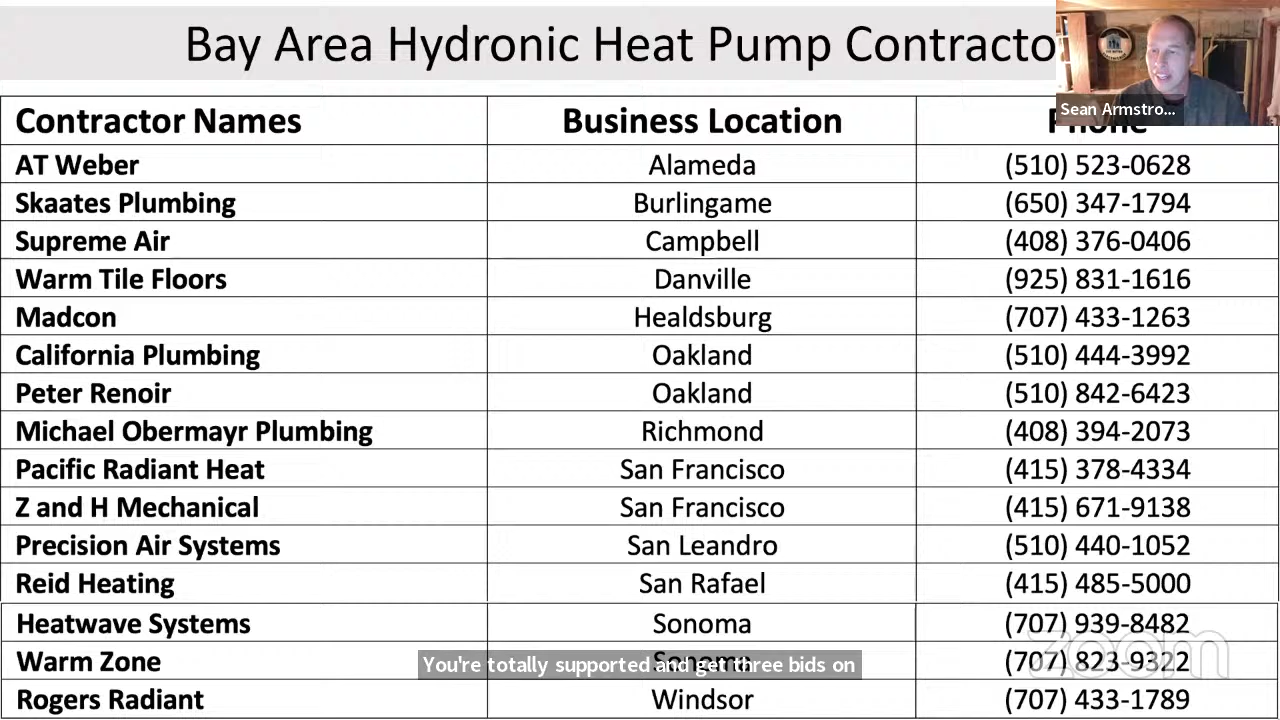 Bay Area Hydronic Heat Pump Contracto
Sean Armstro...
Contractor Names Business Location Phone
AT Weber Alameda (510) 523-0628
Skaates Plumbing Burlingame (650) 347-1794
Supreme Air Campbell (408) 376-0406
Warm Tile Floors Danville (925) 831-1616
Madcon Healdsburg (707) 433-1263
California Plumbing Oakland (510) 444-3992
Peter Renoir Oakland (510) 842-6423
Michael Obermayr Plumbing Richmond (408) 394-2073
Pacific Radiant Heat San Francisco (415) 378-4334
Z and H Mechanical San Francisco (415) 671-9138
Precision Air Systems San Leandro (510) 440-1052
Reid Heating San Rafael (415) 485-5000
Heatwave Systems Sonoma (707) 939-8482
Warm Zone Sonoma (707) 823-9322
You're totally supported and get three bids on
zoom
Rogers Radiant Windsor (707) 433-1789